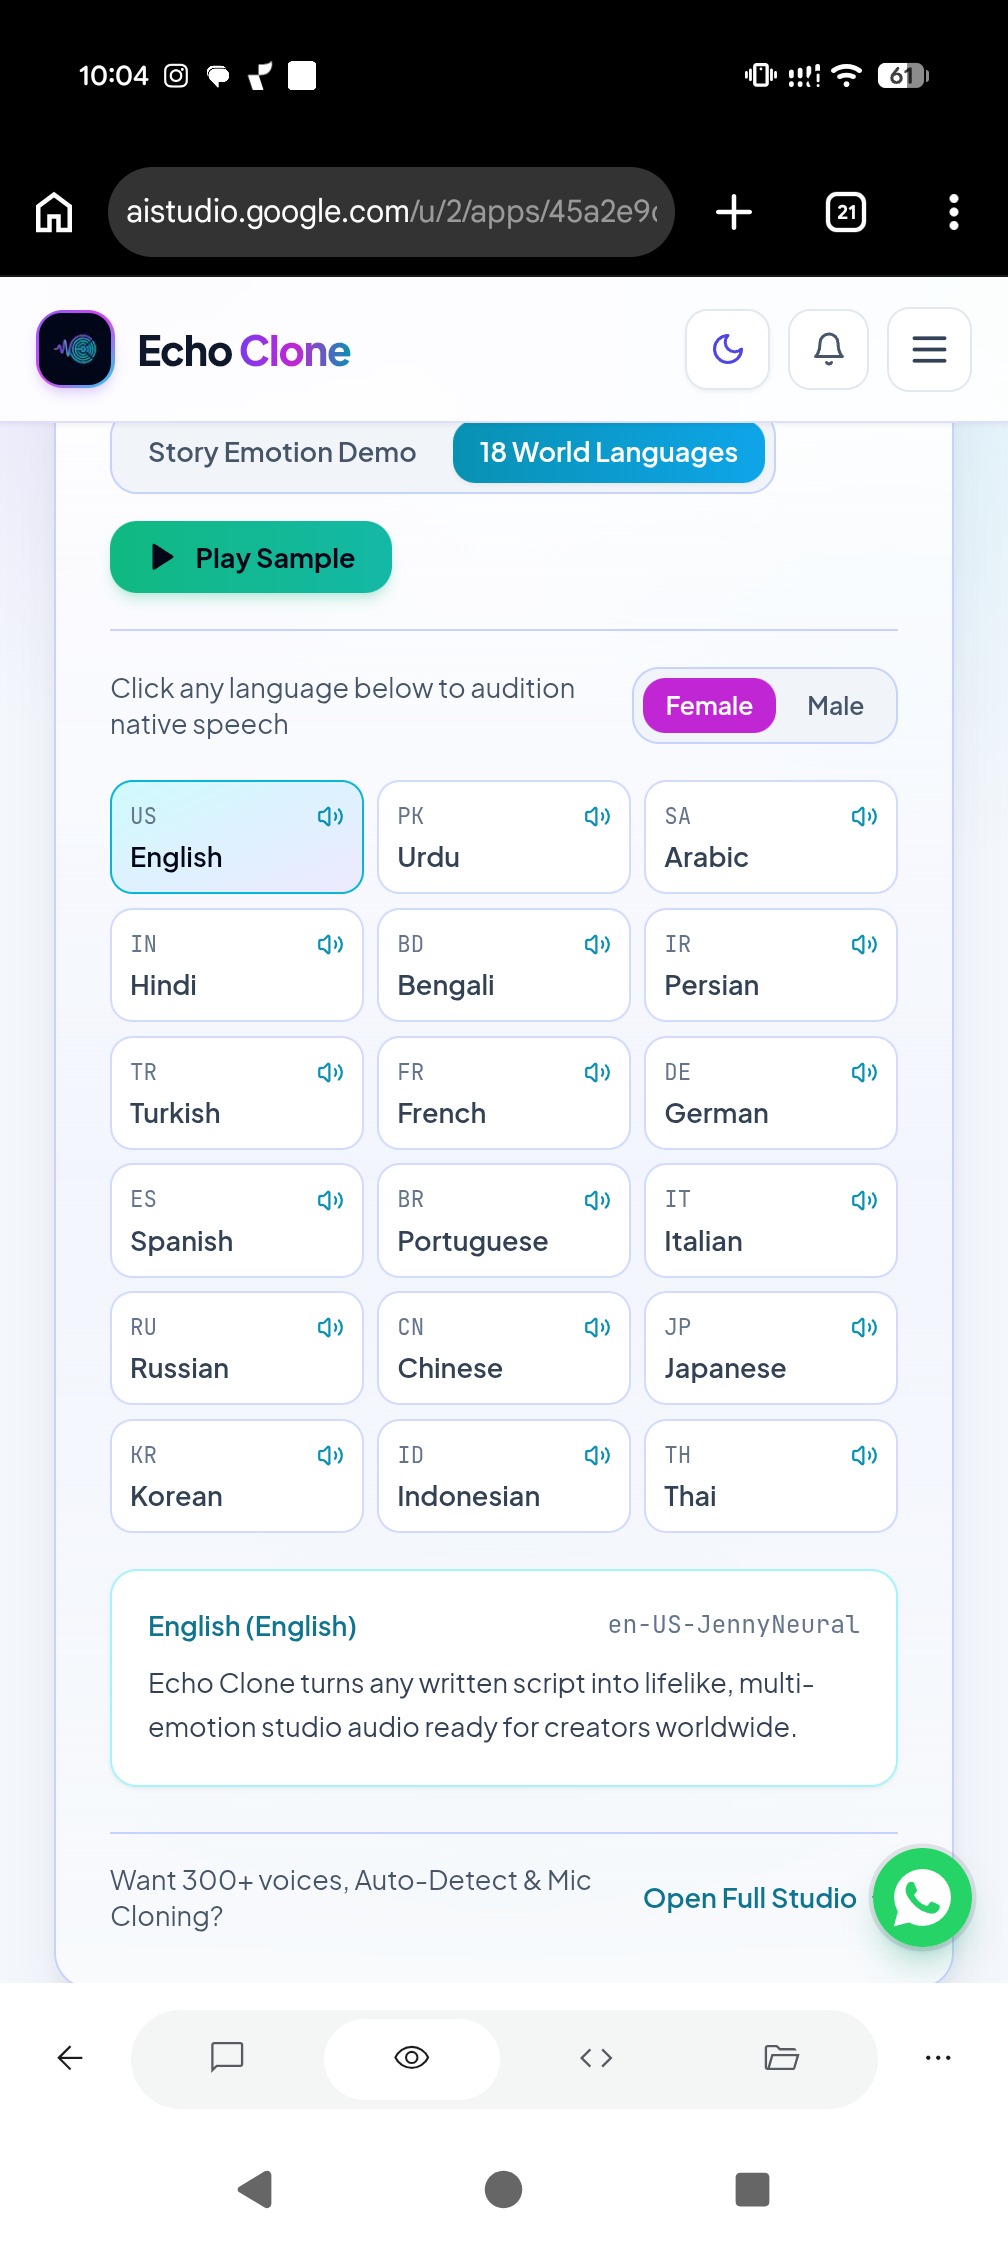 10:04
61
aistudio.google.com/u/2/apps/45a2e9
21
Echo Clone
Story Emotion Demo
18 World Languages
Play Sample
Click any language below to audition
native speech
Female
Male
US
English
PK
Urdu
SA
Arabic
IN
Hindi
BD
Bengali
IR
Persian
TR
Turkish
FR
French
DE
German
ES
Spanish
BR
Portuguese
IT
Italian
RU
Russian
CN
Chinese
JP
Japanese
KR
Korean
ID
Indonesian
TH
Thai
English (English)
en-US-JennyNeural
Echo Clone turns any written script into lifelike, multi-
emotion studio audio ready for creators worldwide.
Want 300+ voices, Auto-Detect & Mic
Cloning?
Open Full Studio